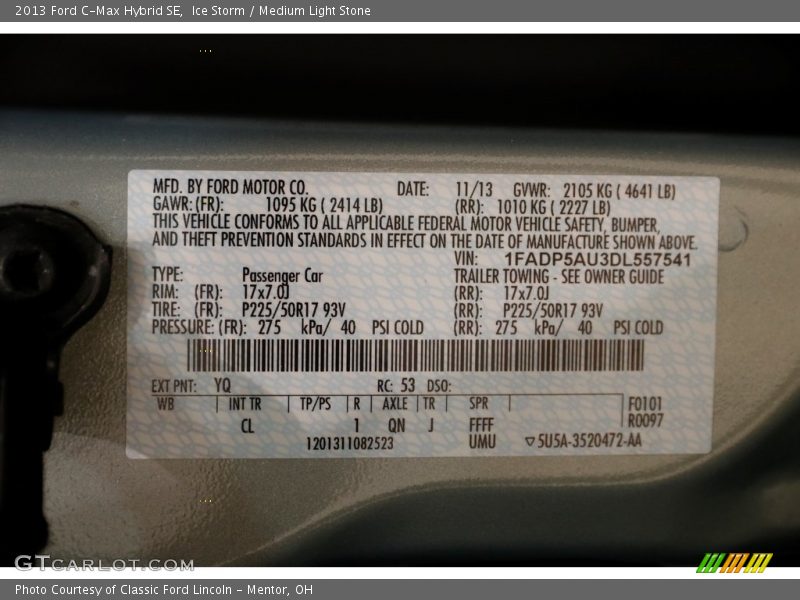 2013 Ford C-Max Hybrid SE,  Ice Storm / Medium Light Stone
MFD. BY FORD MOTOR CO. DATE: 11/13 GVWR: 2105 KG ( 4641 LB)
GAWR:(FR): 1095 KG ( 2414 LB) (RR): 1010 KG ( 2227 LB)
THIS VEHICLE CONFORMS TO ALL APPLICABLE FEDERAL MOTOR VEHICLE SAFETY, BUMPER,
AND THEFT PREVENTION STANDARDS IN EFFECT ON THE DATE OF MANUFACTURE SHOWN ABOVE.
VIN: 1FADP5AU3DL557541
TYPE: Passenger Car TRAILER TOWING - SEE OWNER GUIDE
RIM: (FR): 17x7.0J (RR): 17x7.0J
TIRE: (FR): P225/50R17 93V (RR): P225/50R17 93V
PRESSURE: (FR): 275 kPa/ 40 PSI COLD (RR): 275 kPa/ 40 PSI COLD
EXT PNT: YQ RC: 53 DSO:
WB INT TR TP/PS R AXLE TR SPR F0101
R0097
CL 1 QN J FFFF
1201311082523 UMU ▽5U5A-3520472-AA
GTCARLOT.COM
Photo Courtesy of Classic Ford Lincoln - Mentor, OH